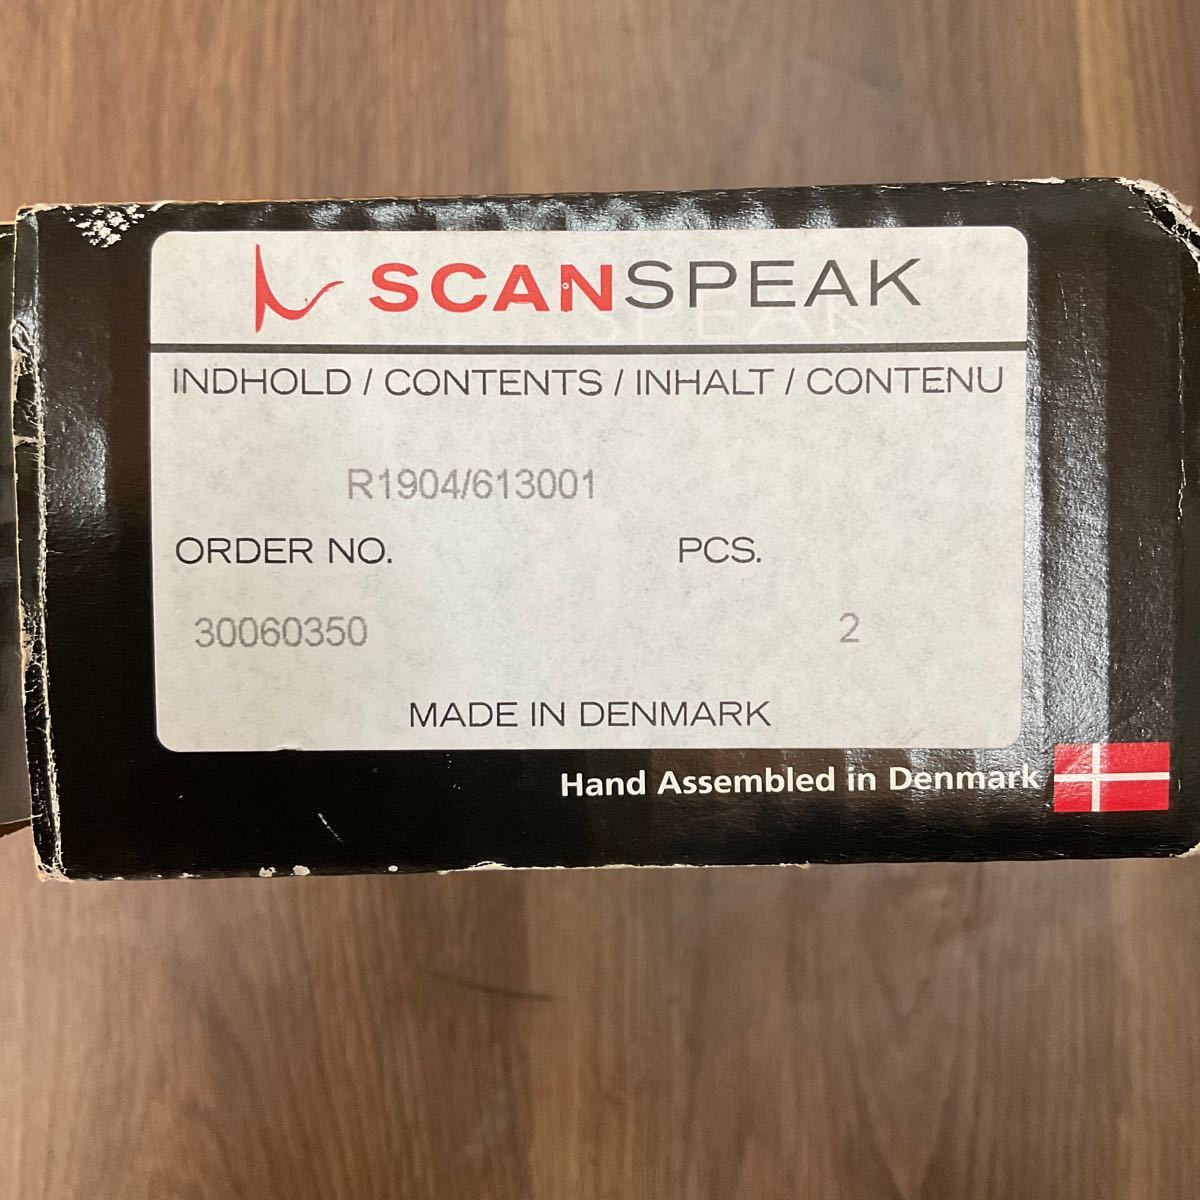 SCANSPEAK
INDHOLD / CONTENTS / INHALT / CONTENU
R1904/613001
ORDER NO. PCS.
30060350 2
MADE IN DENMARK
Hand Assembled in Denmark